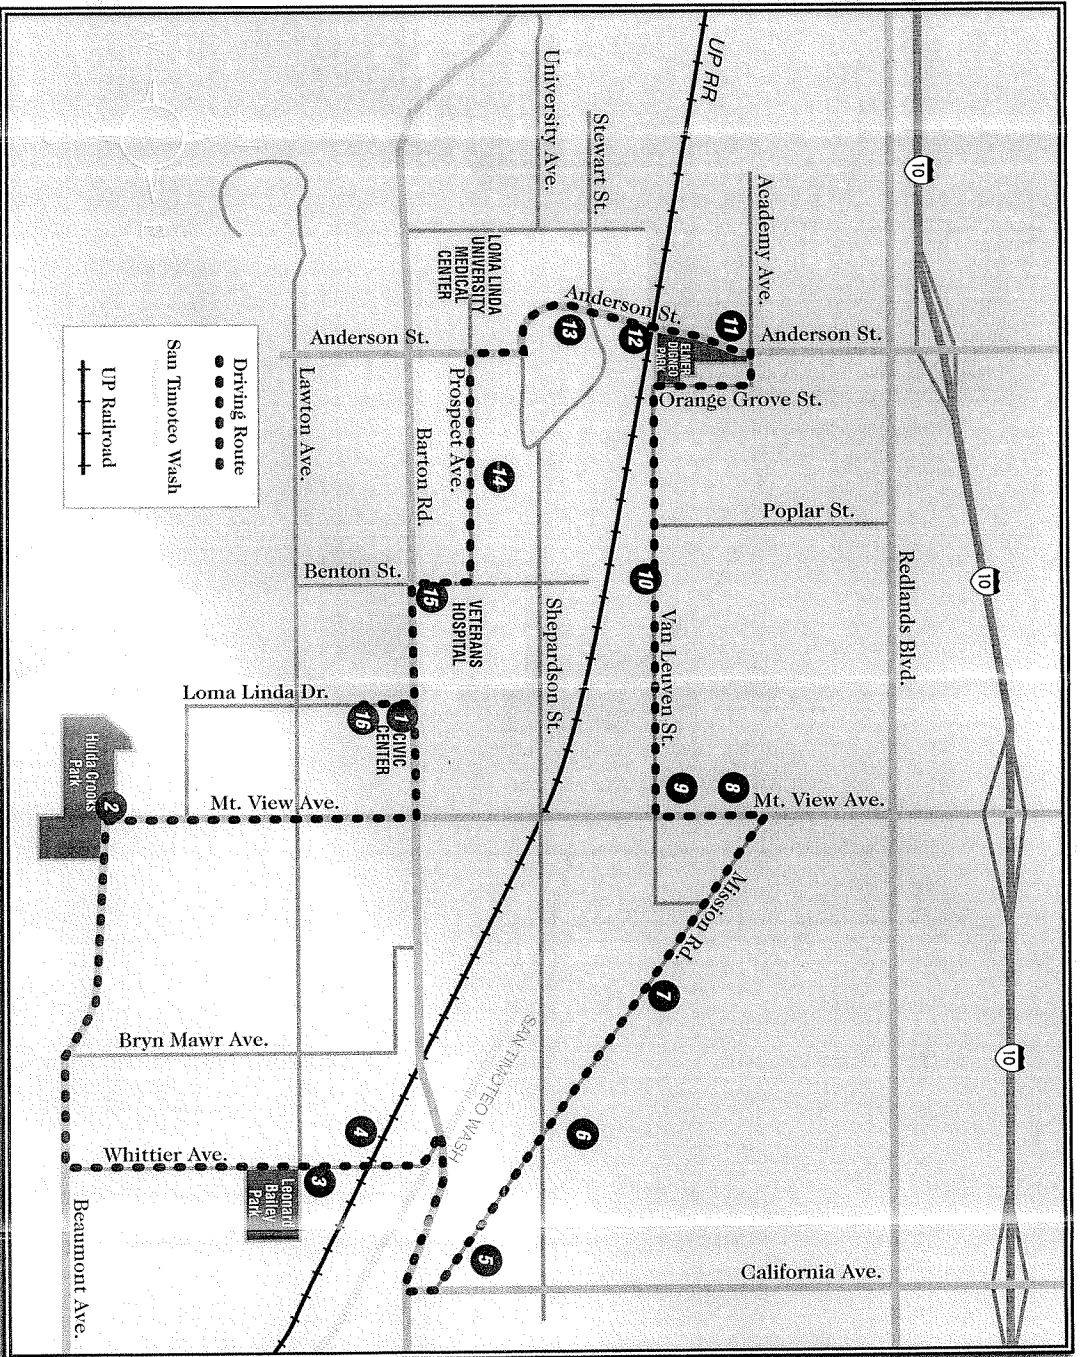 10
10
10
UP RR
University Ave.
Stewart St.
Academy Ave.
Anderson St.
Anderson St.
Anderson St.
LOMA LINDA
UNIVERSITY
MEDICAL
CENTER
ELMER
DIGNEO
PARK
Orange Grove St.
Poplar St.
Redlands Blvd.
Prospect Ave.
Barton Rd.
Lawton Ave.
Benton St.
VETERANS
HOSPITAL
Shepardson St.
Van Leuven St.
Loma Linda Dr.
CIVIC
CENTER
Mt. View Ave.
Mt. View Ave.
Hulda Crooks
Park
Mission Rd.
SAN TIMOTEO WASH
Bryn Mawr Ave.
Whittier Ave.
Leonard
Bailey
Park
Beaumont Ave.
California Ave.
1
2
3
4
5
6
7
8
9
10
11
12
13
14
15
16
Driving Route
San Timoteo Wash
UP Railroad